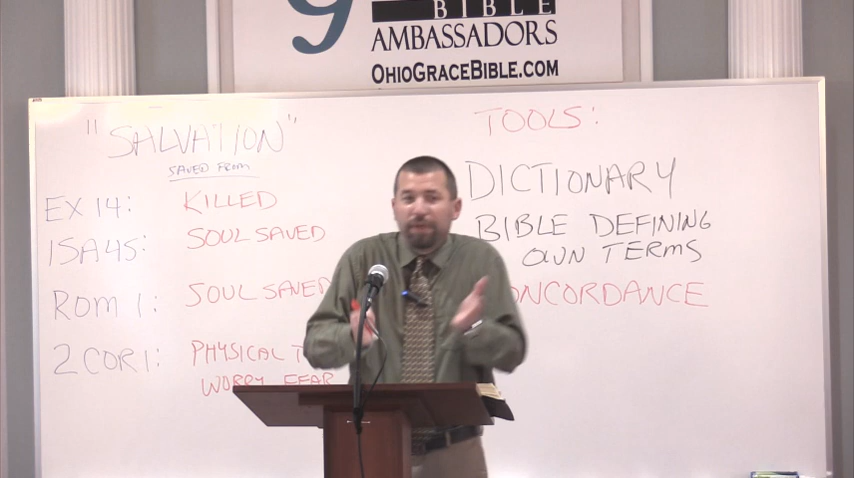 BIBLE
AMBASSADORS
OHIOGRACEBIBLE.COM
"SALVATION"
SAVED FROM
EX 14: KILLED
ISA 45: SOUL SAVED
ROM 1: SOUL SAVED
2 COR 1: PHYSICAL
WORRY FEAR
TOOLS:
DICTIONARY
BIBLE DEFINING
OWN TERMS
ONCORDANCE